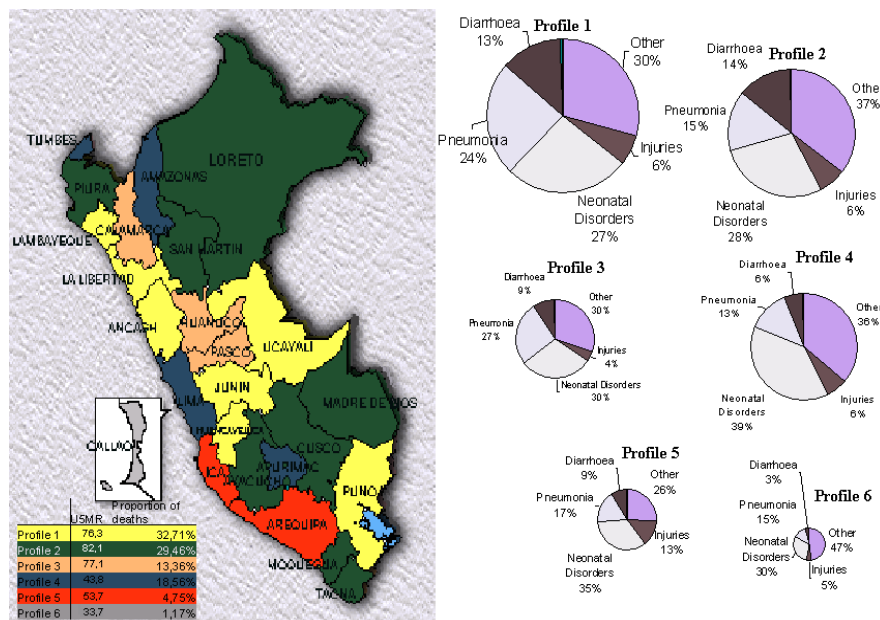 TUMBES
LORETO
AMAZONAS
PIURA
CAJAMARCA
LAMBAYEQUE
SAN MARTIN
LA LIBERTAD
ANCASH
HUANUCO
UCAYALI
PASCO
JUNIN
LIMA
MADRE DE DIOS
HUANCAVELICA
CALLAO
CUSCO
ICA
APURIMAC
AYACUCHO
PUNO
AREQUIPA
MOQUEGUA
TACNA
U5MR Proportion of
deaths
Profile 1 76,3 32,71%
Profile 2 82,1 29,46%
Profile 3 77,1 13,36%
Profile 4 43,8 18,56%
Profile 5 53,7 4,75%
Profile 6 33,7 1,17%
Profile 1
Diarrhoea
13%
Other
30%
Pneumonia
24%
Injuries
6%
Neonatal
Disorders
27%
Profile 2
Diarrhoea
14%
Other
37%
Pneumonia
15%
Injuries
6%
Neonatal
Disorders
28%
Profile 3
Diarrhoea
9%
Other
30%
Pneumonia
27%
Injuries
4%
Neonatal Disorders
30%
Profile 4
Diarrhoea
6%
Other
36%
Pneumonia
13%
Injuries
6%
Neonatal
Disorders
39%
Profile 5
Diarrhoea
9%
Other
26%
Pneumonia
17%
Injuries
13%
Neonatal
Disorders
35%
Profile 6
Diarrhoea
3%
Pneumonia
15%
Other
47%
Neonatal
Disorders
30%
Injuries
5%